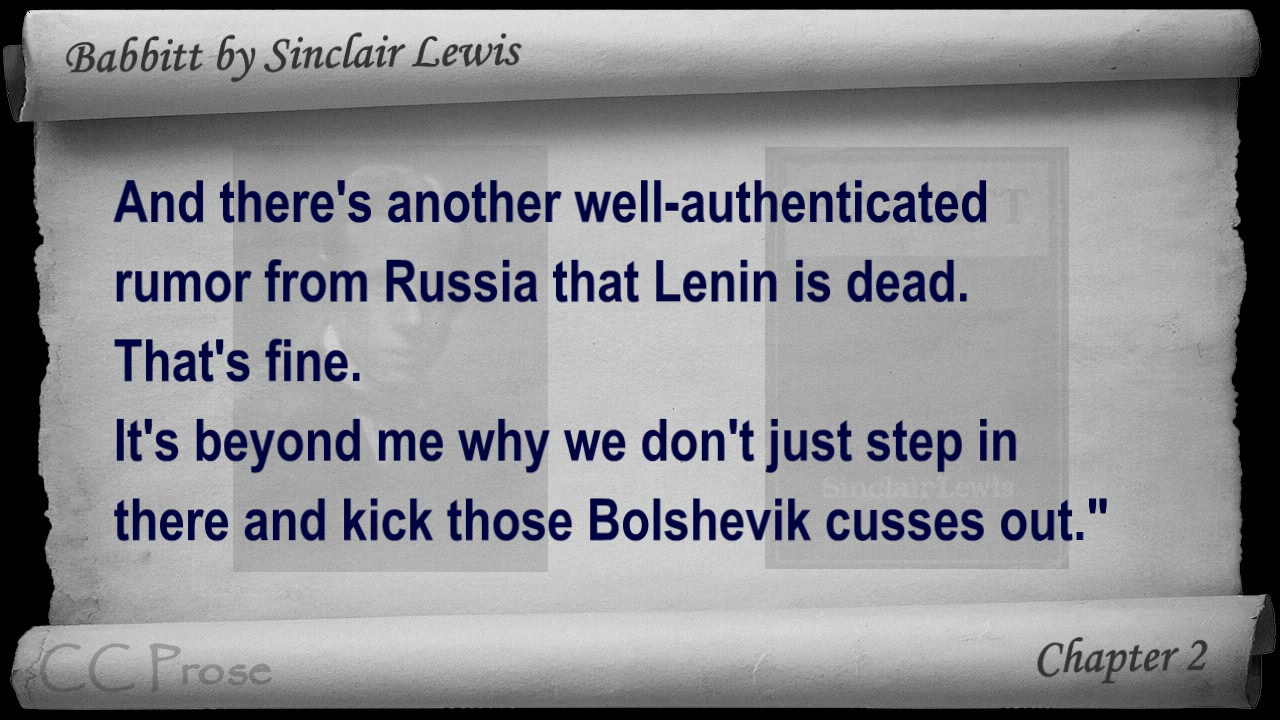 Babbitt by Sinclair Lewis
And there's another well-authenticated
rumor from Russia that Lenin is dead.
That's fine.
It's beyond me why we don't just step in
there and kick those Bolshevik cusses out."
Sinclair Lewis
CC Prose
Chapter 2